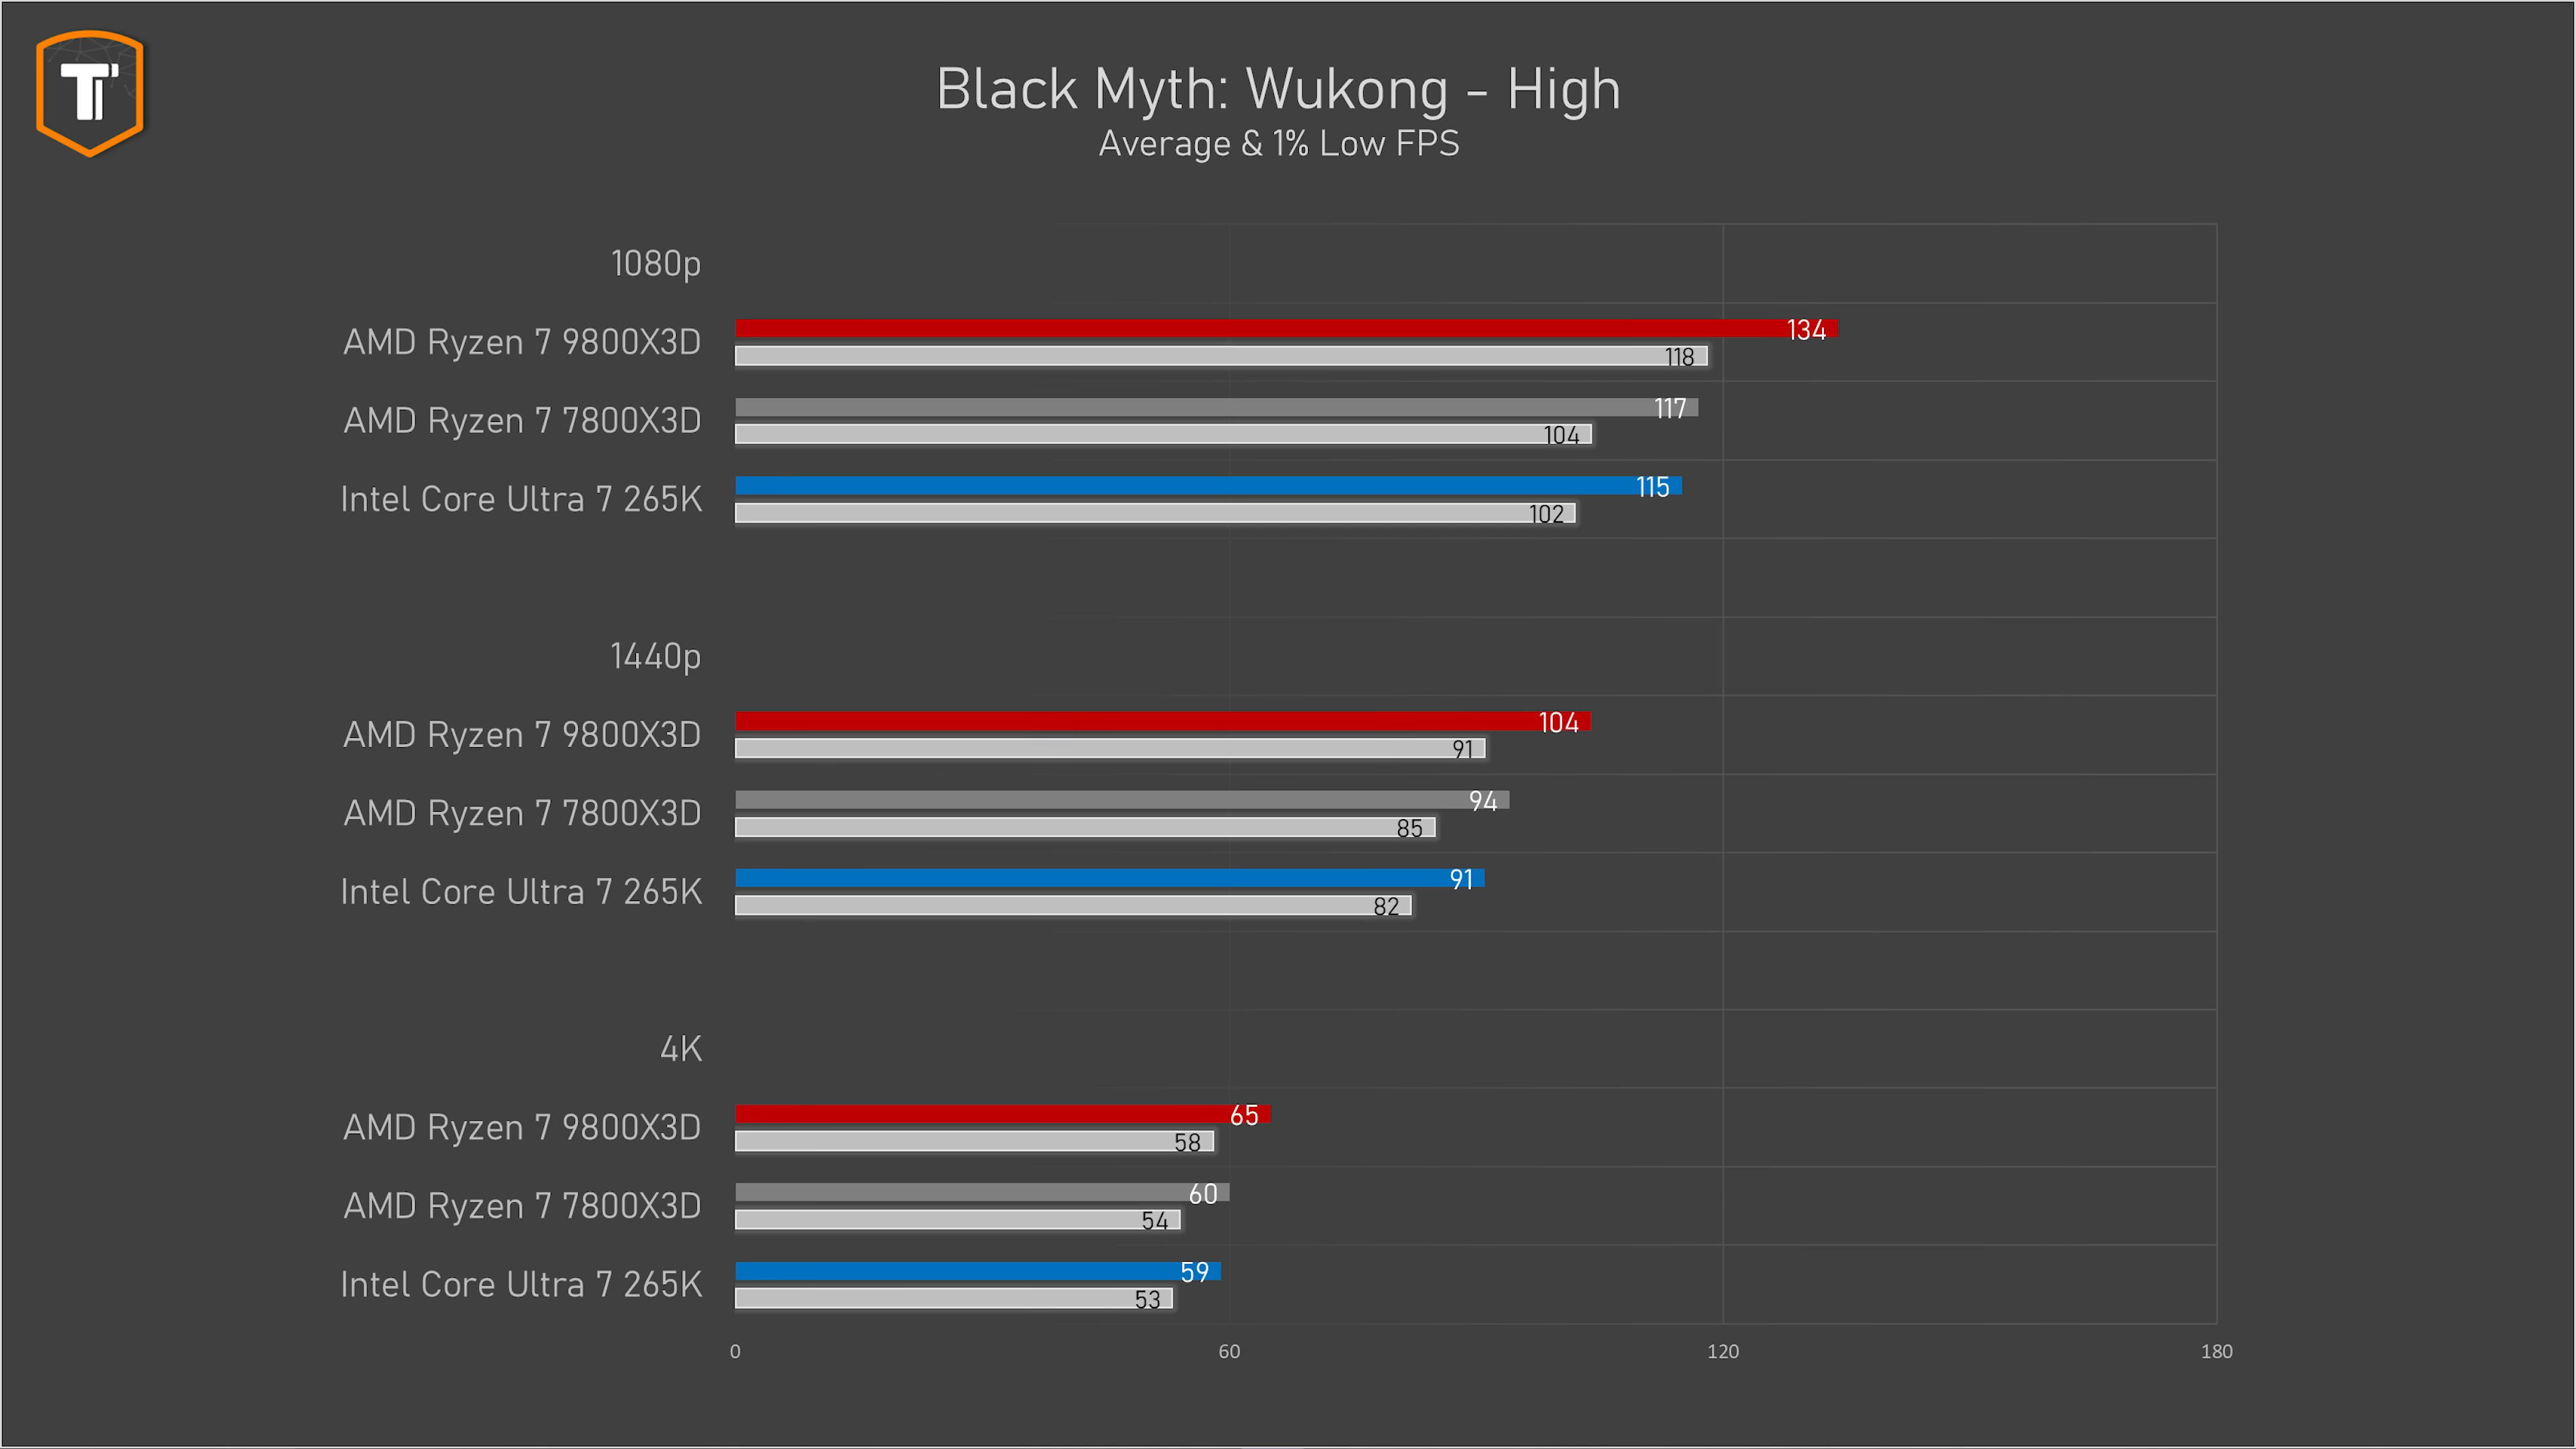 T
Black Myth: Wukong - High
Average & 1% Low FPS
1080p
AMD Ryzen 7 9800X3D
134
118
AMD Ryzen 7 7800X3D
117
104
Intel Core Ultra 7 265K
115
102
1440p
AMD Ryzen 7 9800X3D
104
91
AMD Ryzen 7 7800X3D
94
85
Intel Core Ultra 7 265K
91
82
4K
AMD Ryzen 7 9800X3D
65
58
AMD Ryzen 7 7800X3D
60
54
Intel Core Ultra 7 265K
59
53
0 60 120 180